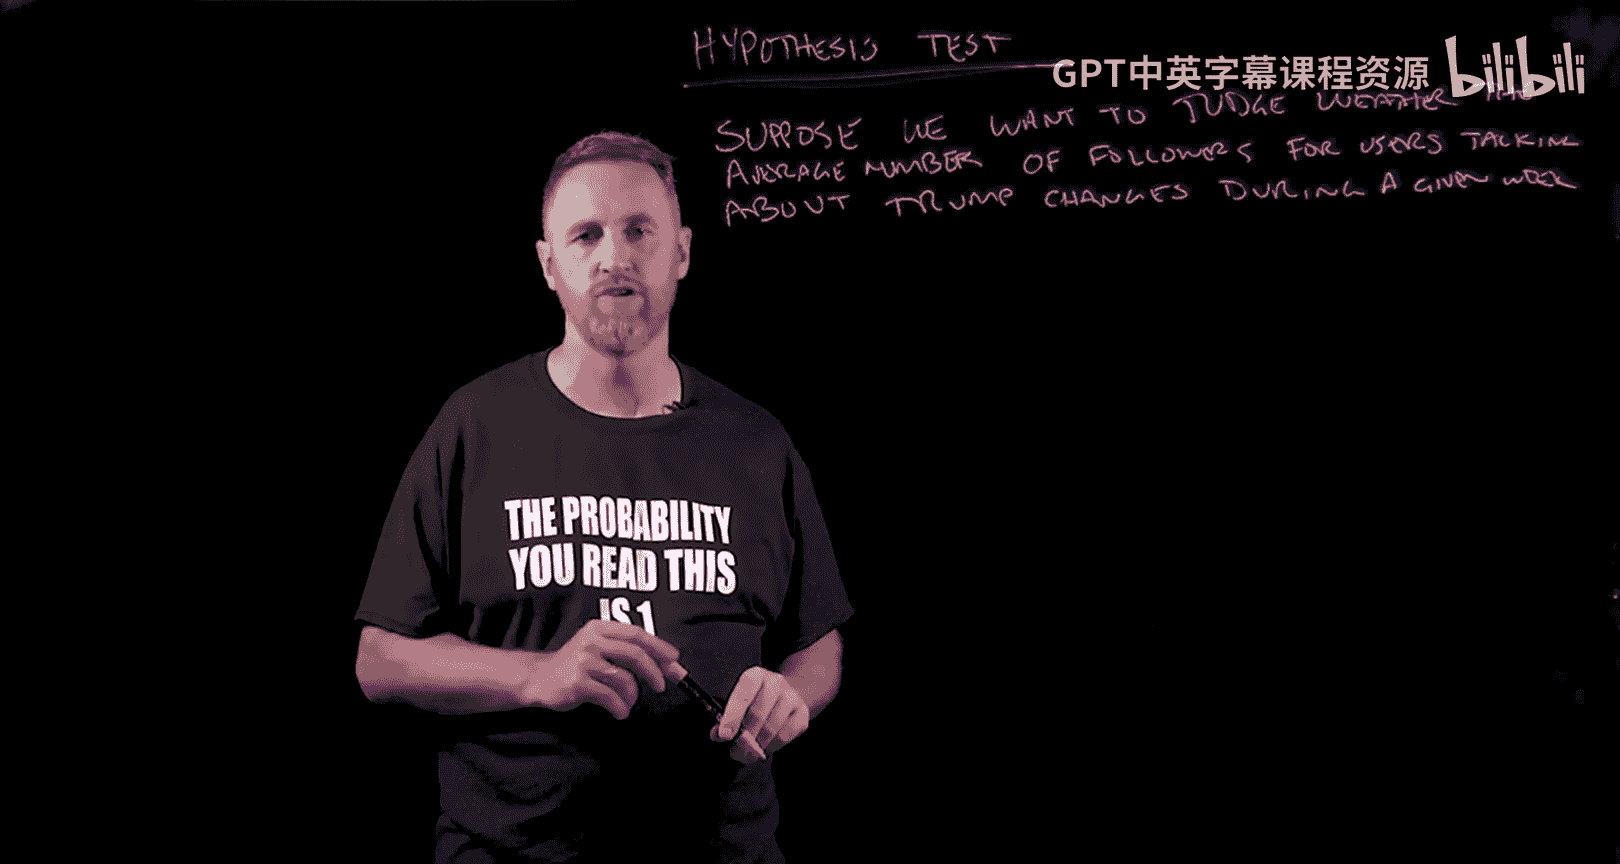 HYPOTHESIS TEST
GPT中英字幕课程资源 bilibili
SUPPOSE WE WANT TO JUDGE WEATHER THE
AVERAGE NUMBER OF FOLLOWERS FOR USERS TALKING
ABOUT TRUMP CHANGES DURING A GIVEN WEEK
THE PROBABILITY
YOU READ THIS
IS 1